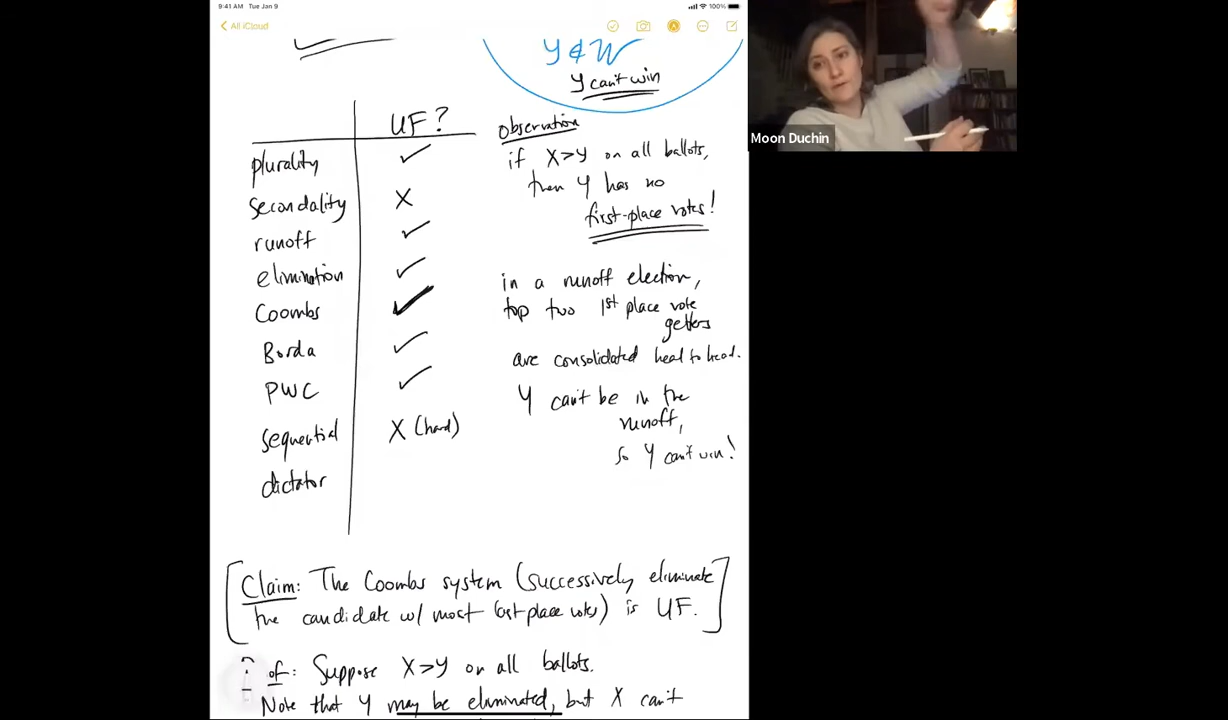 9:41 AM Tue Jan 9
100%
All iCloud
y ∉ W
y can't win
UF?
plurality ✓
secondality X
runoff ✓
elimination ✓
Coombs ✓
Borda ✓
PWC ✓
sequential X (hard)
dictator
Observation
if X>Y on all ballots,
then Y has no
first-place votes!
in a runoff election,
top two 1st place vote
getters
are consolidated head to head.
Y can't be in the
runoff,
so Y can't win!
[Claim: The Coombs system (successively eliminate
the candidate w/ most last place votes) is UF.]
of: Suppose X>Y on all ballots.
Note that Y may be eliminated, but X can't
Moon Duchin